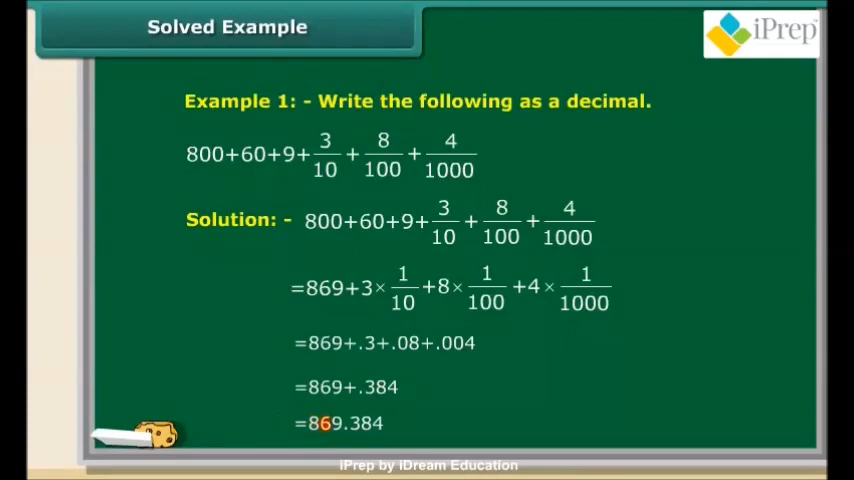 Solved Example
iPrep
Example 1: - Write the following as a decimal.
800+60+9+3/10+8/100+4/1000
Solution: - 800+60+9+3/10+8/100+4/1000
=869+3×1/10+8×1/100+4×1/1000
=869+.3+.08+.004
=869+.384
=869.384
iPrep by iDream Education